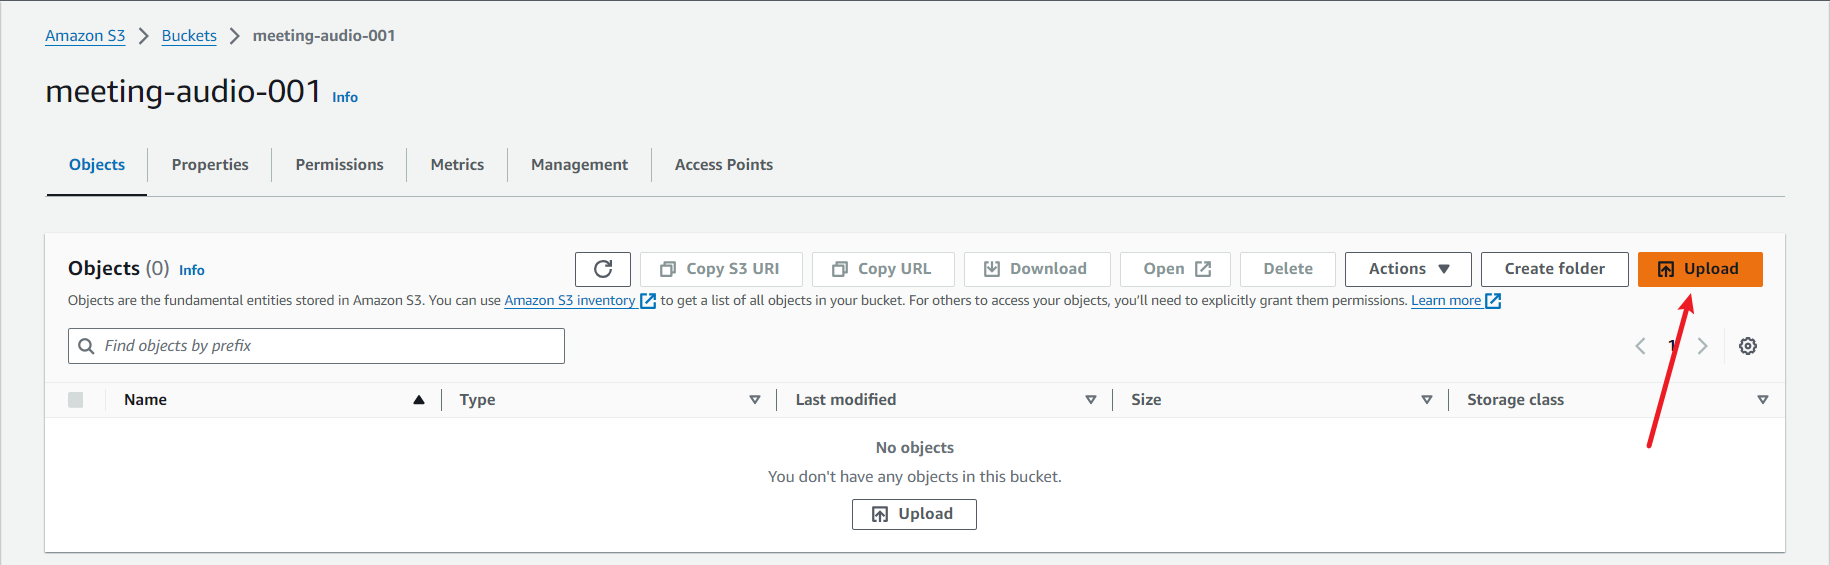 Amazon S3 > Buckets > meeting-audio-001
meeting-audio-001 Info
Objects Properties Permissions Metrics Management Access Points
Objects (0) Info Copy S3 URI Copy URL Download Open Delete Actions Create folder Upload
Objects are the fundamental entities stored in Amazon S3. You can use Amazon S3 inventory to get a list of all objects in your bucket. For others to access your objects, you'll need to explicitly grant them permissions. Learn more
Find objects by prefix 1
Name Type Last modified Size Storage class
No objects
You don't have any objects in this bucket.
Upload